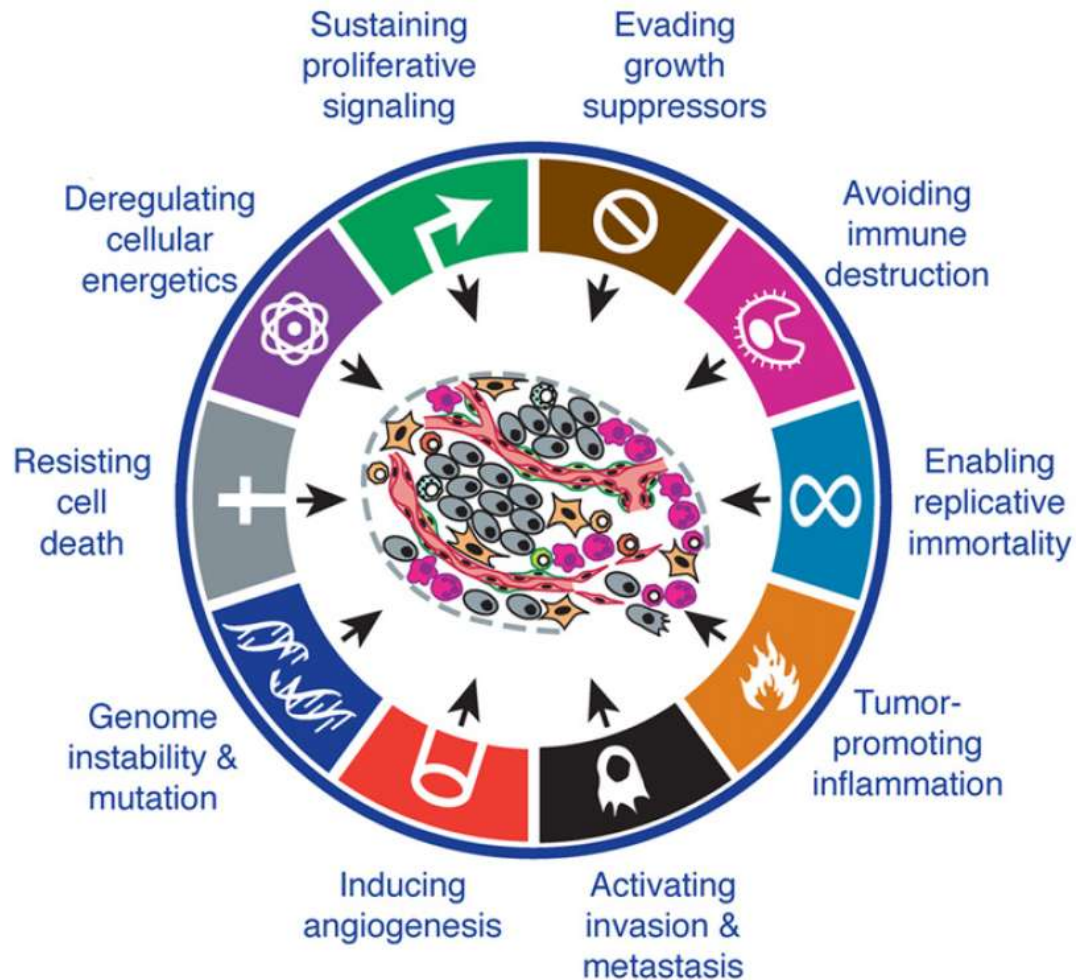 Sustaining
proliferative
signaling
Evading
growth
suppressors
Avoiding
immune
destruction
Enabling
replicative
immortality
Tumor-
promoting
inflammation
Activating
invasion &
metastasis
Inducing
angiogenesis
Genome
instability &
mutation
Resisting
cell
death
Deregulating
cellular
energetics